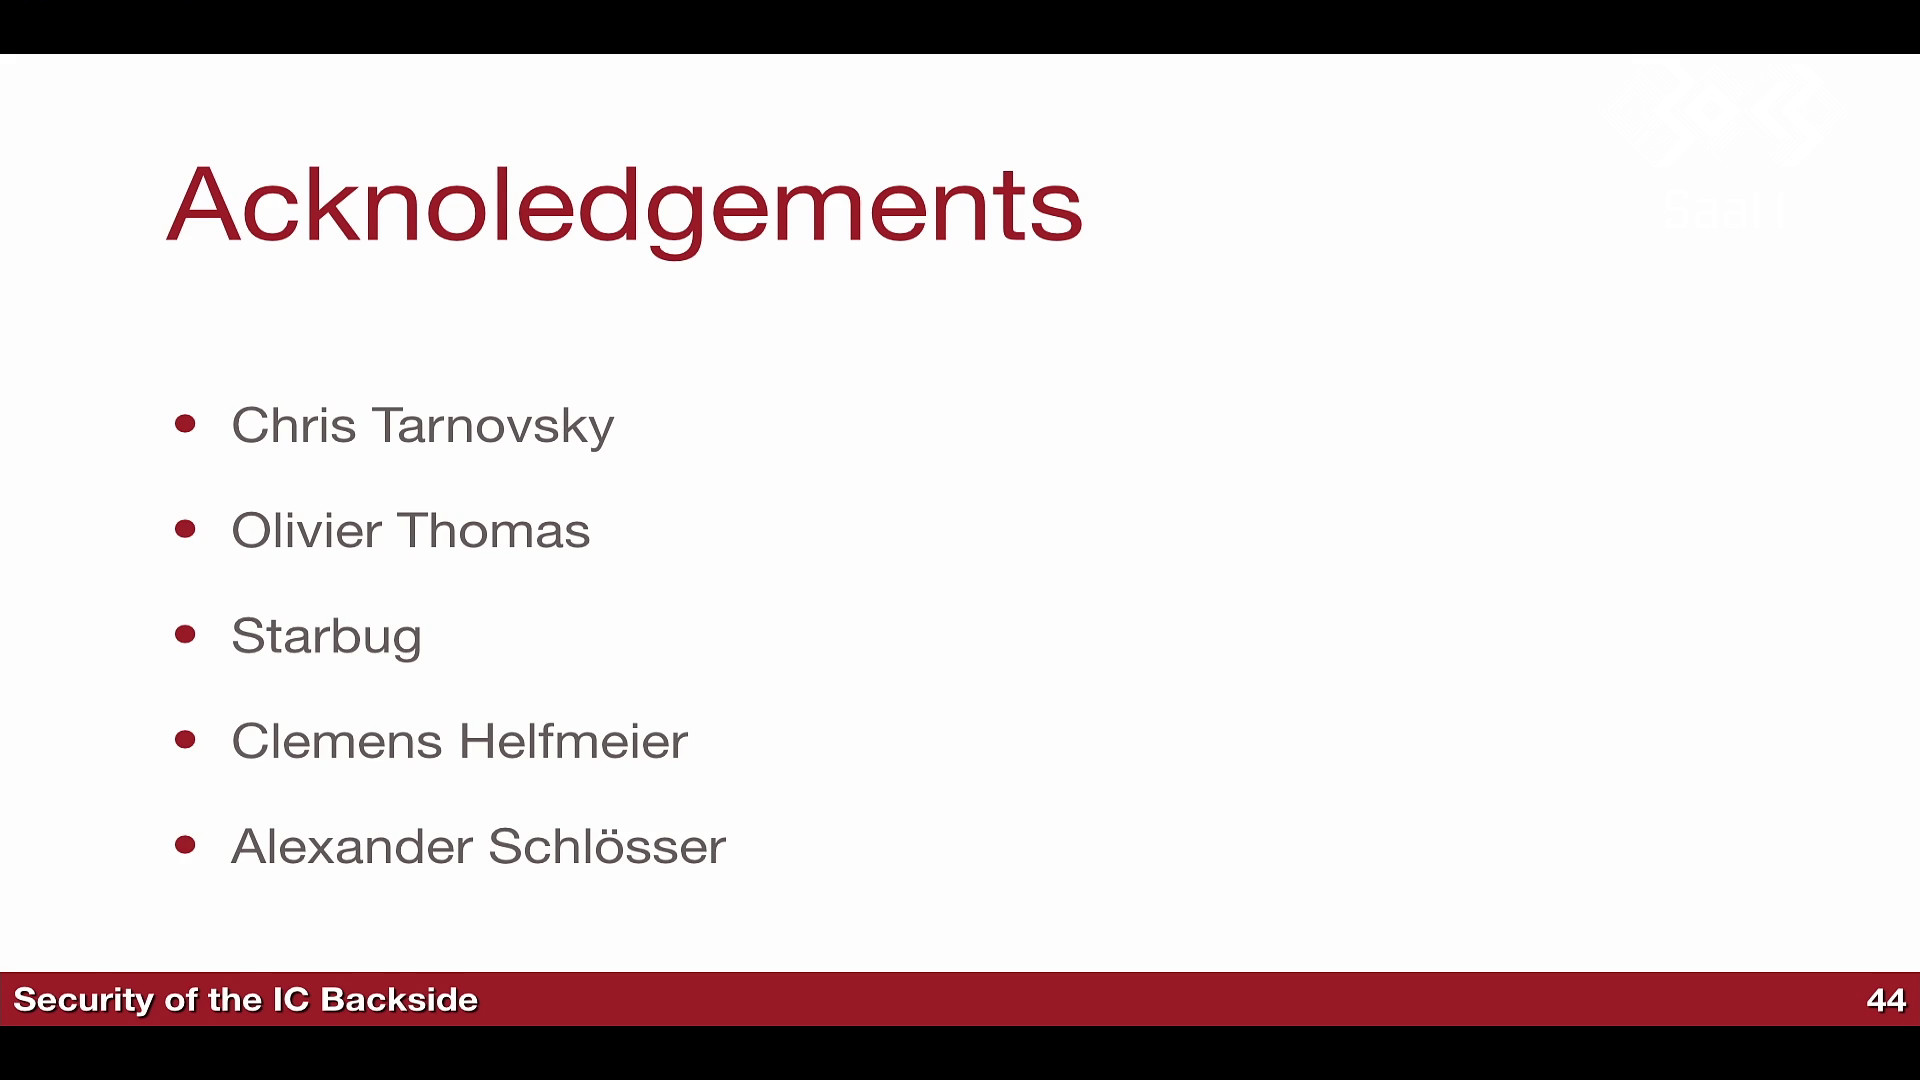 Acknoledgements
• Chris Tarnovsky
• Olivier Thomas
• Starbug
• Clemens Helfmeier
• Alexander Schlösser
Security of the IC Backside
44